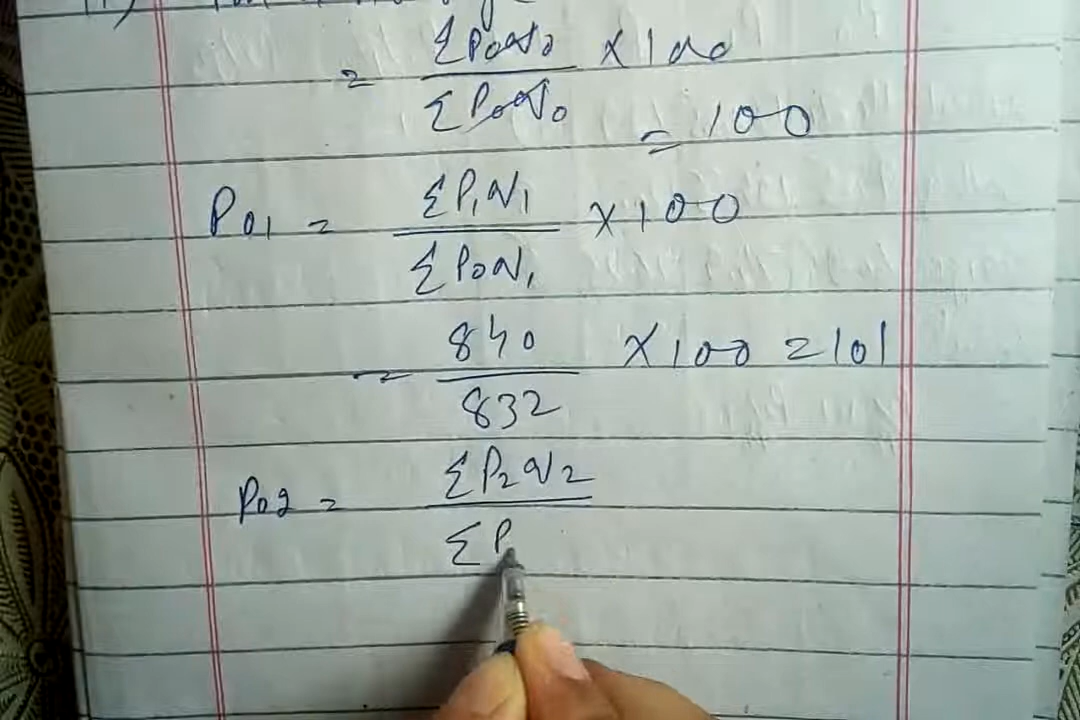 = ΣP₀q₀ / ΣP₀q₀ × 100
= 100
P₀₁ = ΣP₁q₁ / ΣP₀q₁ × 100
= 840 / 832 × 100 = 101
P₀₂ = ΣP₂q₂ / ΣP